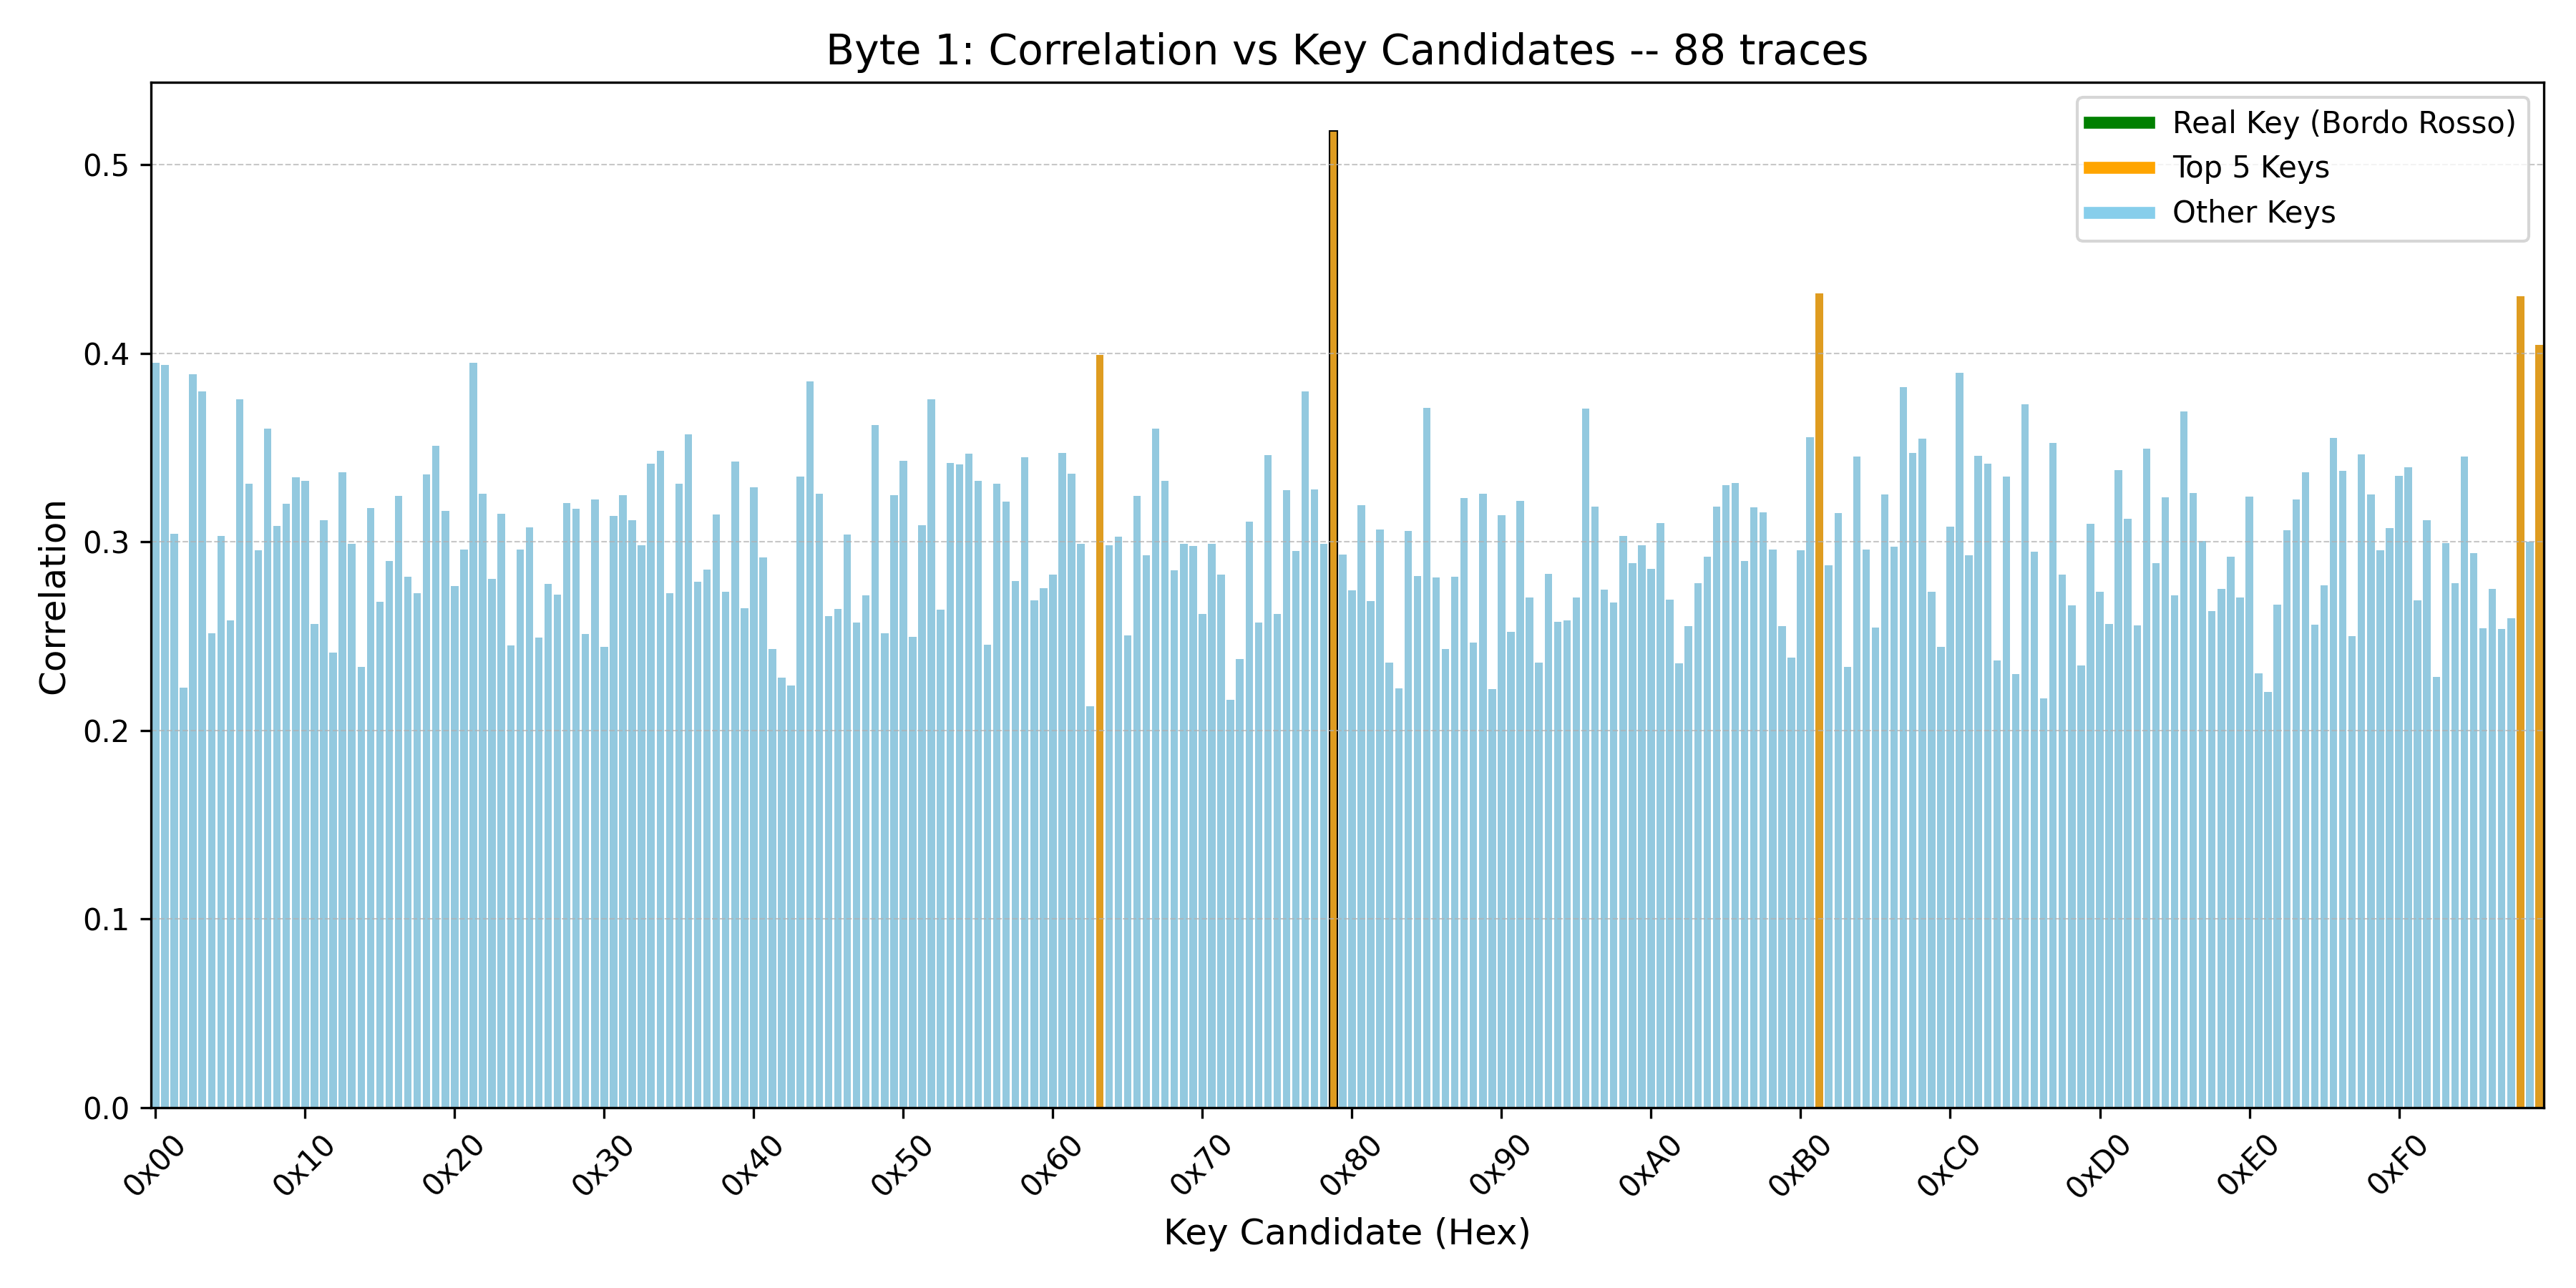 Byte 1: Correlation vs Key Candidates -- 88 traces
Real Key (Bordo Rosso)
Top 5 Keys
Other Keys
Correlation
0.5
0.4
0.3
0.2
0.1
0.0
0x00 0x10 0x20 0x30 0x40 0x50 0x60 0x70 0x80 0x90 0xA0 0xB0 0xC0 0xD0 0xE0 0xF0
Key Candidate (Hex)